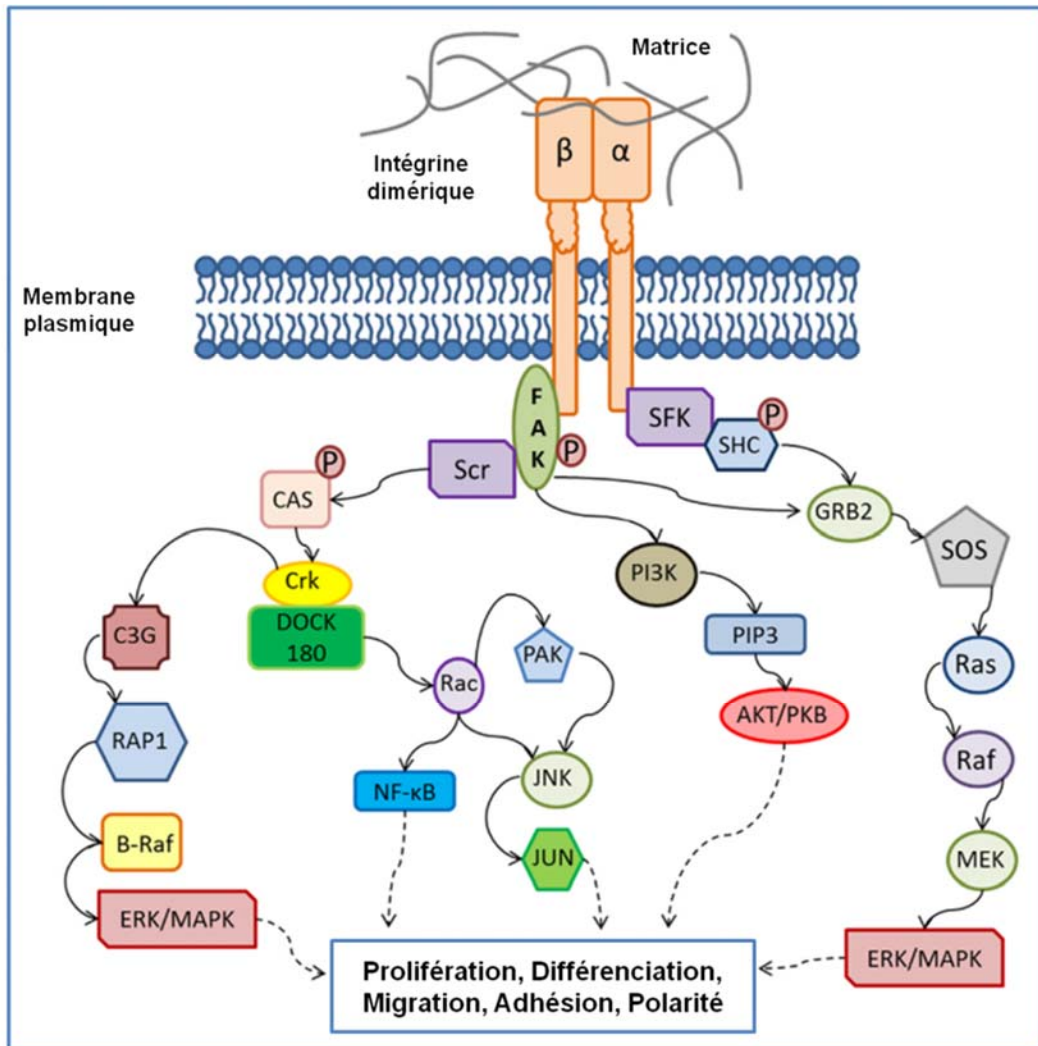 Matrice
β
α
Intégrine
dimérique
Membrane
plasmique
F
A
K
P
SFK
P
SHC
Scr
P
CAS
GRB2
SOS
Crk
DOCK
180
PI3K
C3G
PIP3
PAK
Rac
Ras
RAP1
AKT/PKB
Raf
NF-κB
JNK
B-Raf
JUN
MEK
ERK/MAPK
ERK/MAPK
Prolifération, Différenciation,
Migration, Adhésion, Polarité